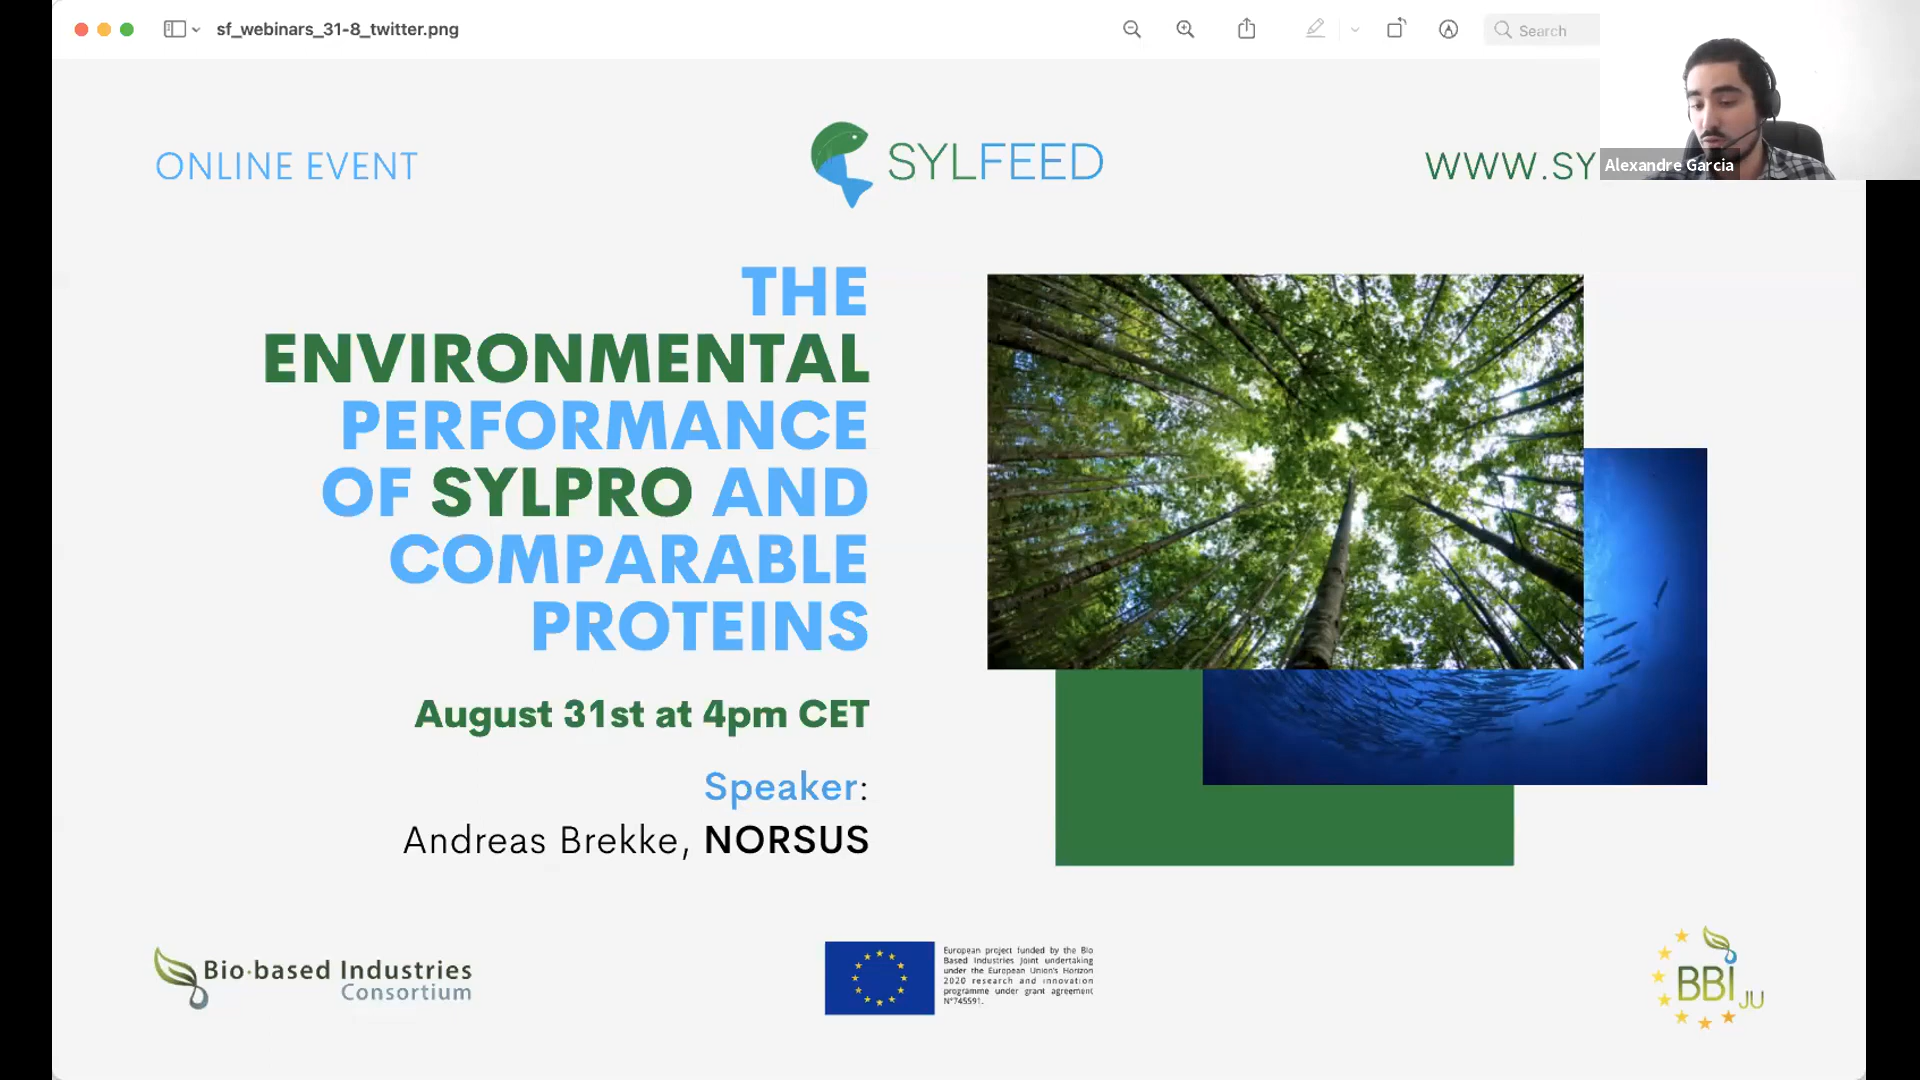 sf_webinars_31-8_twitter.png
Search
Alexandre Garcia
ONLINE EVENT
SYLFEED
WWW.SY
THE
ENVIRONMENTAL
PERFORMANCE
OF SYLPRO AND
COMPARABLE
PROTEINS
August 31st at 4pm CET
Speaker:
Andreas Brekke, NORSUS
Bio-based Industries
Consortium
European project funded by the Bio
Based Industries Joint undertaking
under the European Union's Horizon
2020 research and innovation
programme under grant agreement
N°745591.
BBI JU